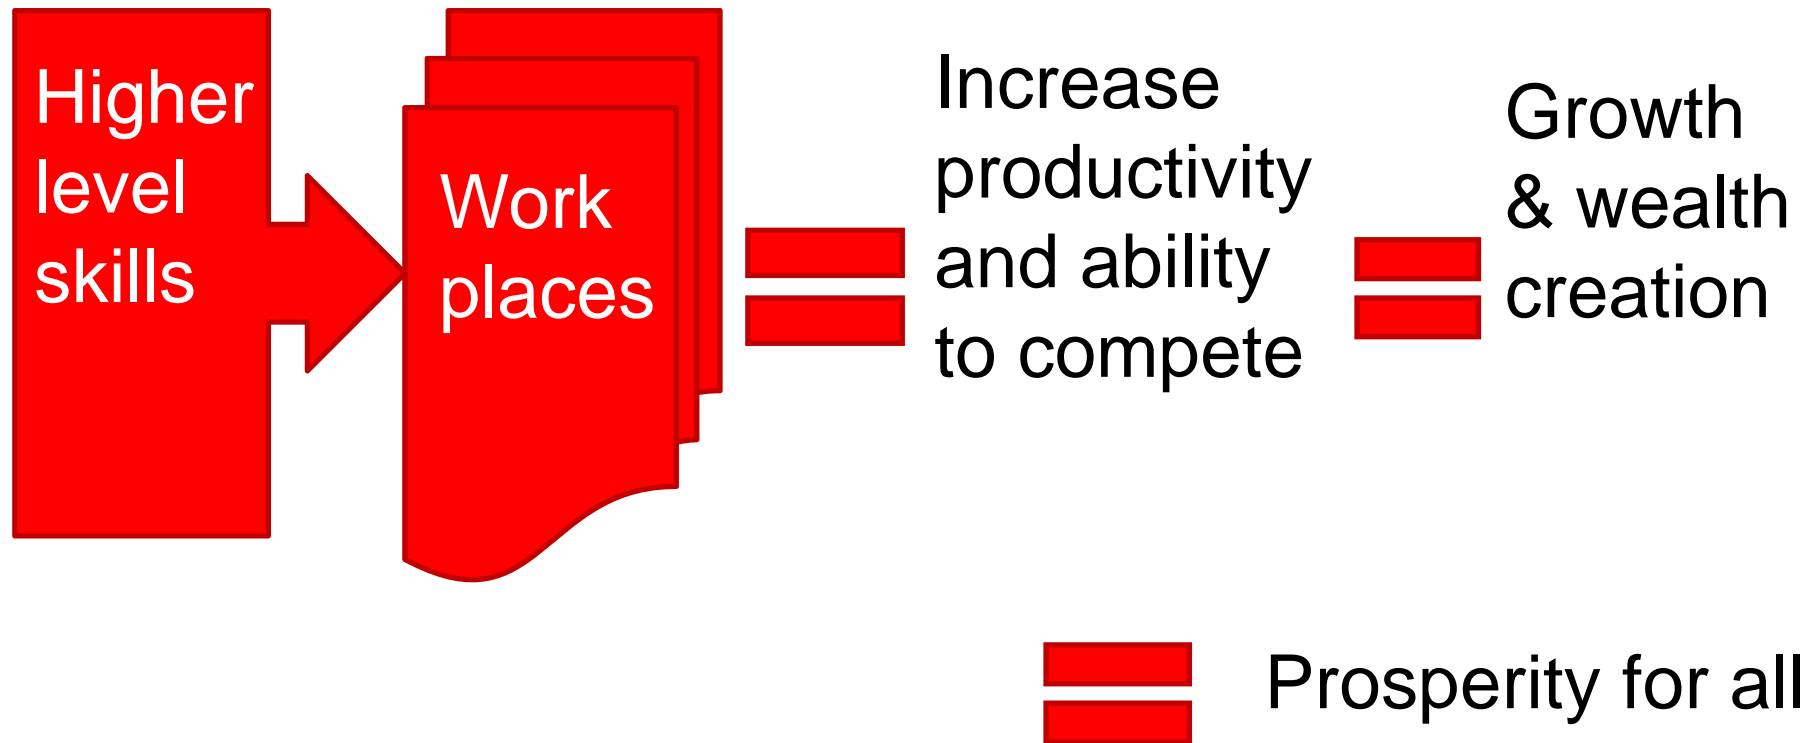 Higher
level
skills
Work
places
Increase
productivity
and ability
to compete
Growth
& wealth
creation
Prosperity for all